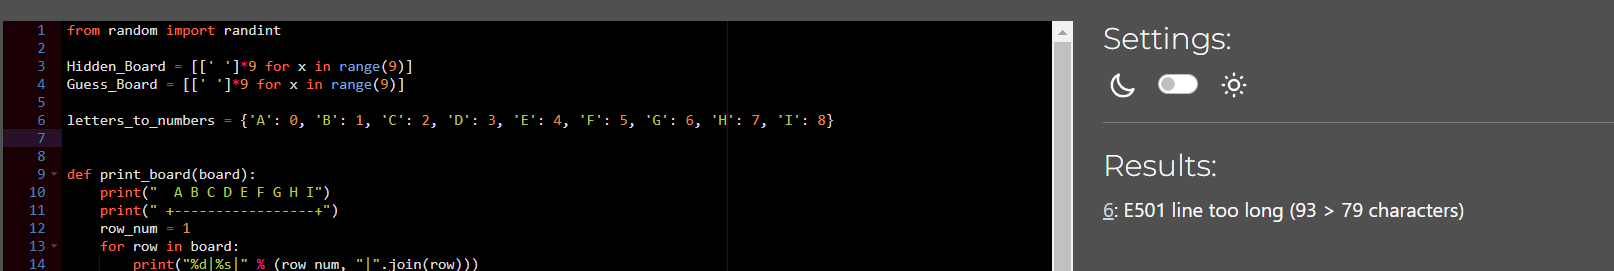 1 from random import randint
2
3 Hidden_Board = [[' ']*9 for x in range(9)]
4 Guess_Board = [[' ']*9 for x in range(9)]
5
6 letters_to_numbers = {'A': 0, 'B': 1, 'C': 2, 'D': 3, 'E': 4, 'F': 5, 'G': 6, 'H': 7, 'I': 8}
7
8
9 def print_board(board):
10     print("  A B C D E F G H I")
11     print(" +-----------------+")
12     row_num = 1
13     for row in board:
14         print("%d|%s|" % (row_num, "|".join(row)))
Settings:
Results:
6: E501 line too long (93 > 79 characters)